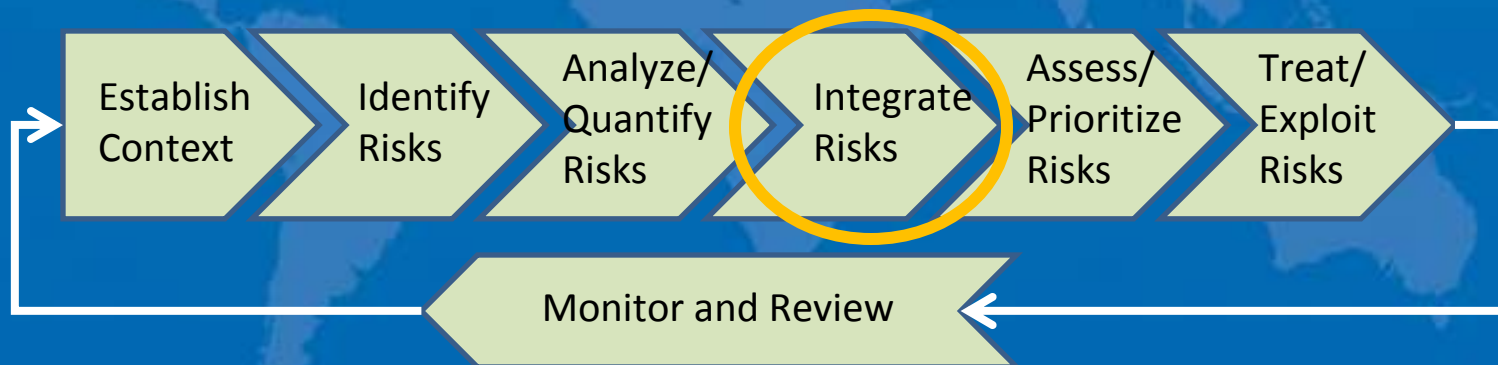 Establish
Context
Identify
Risks
Analyze/
Quantify
Risks
Integrate
Risks
Assess/
Prioritize
Risks
Treat/
Exploit
Risks
Monitor and Review